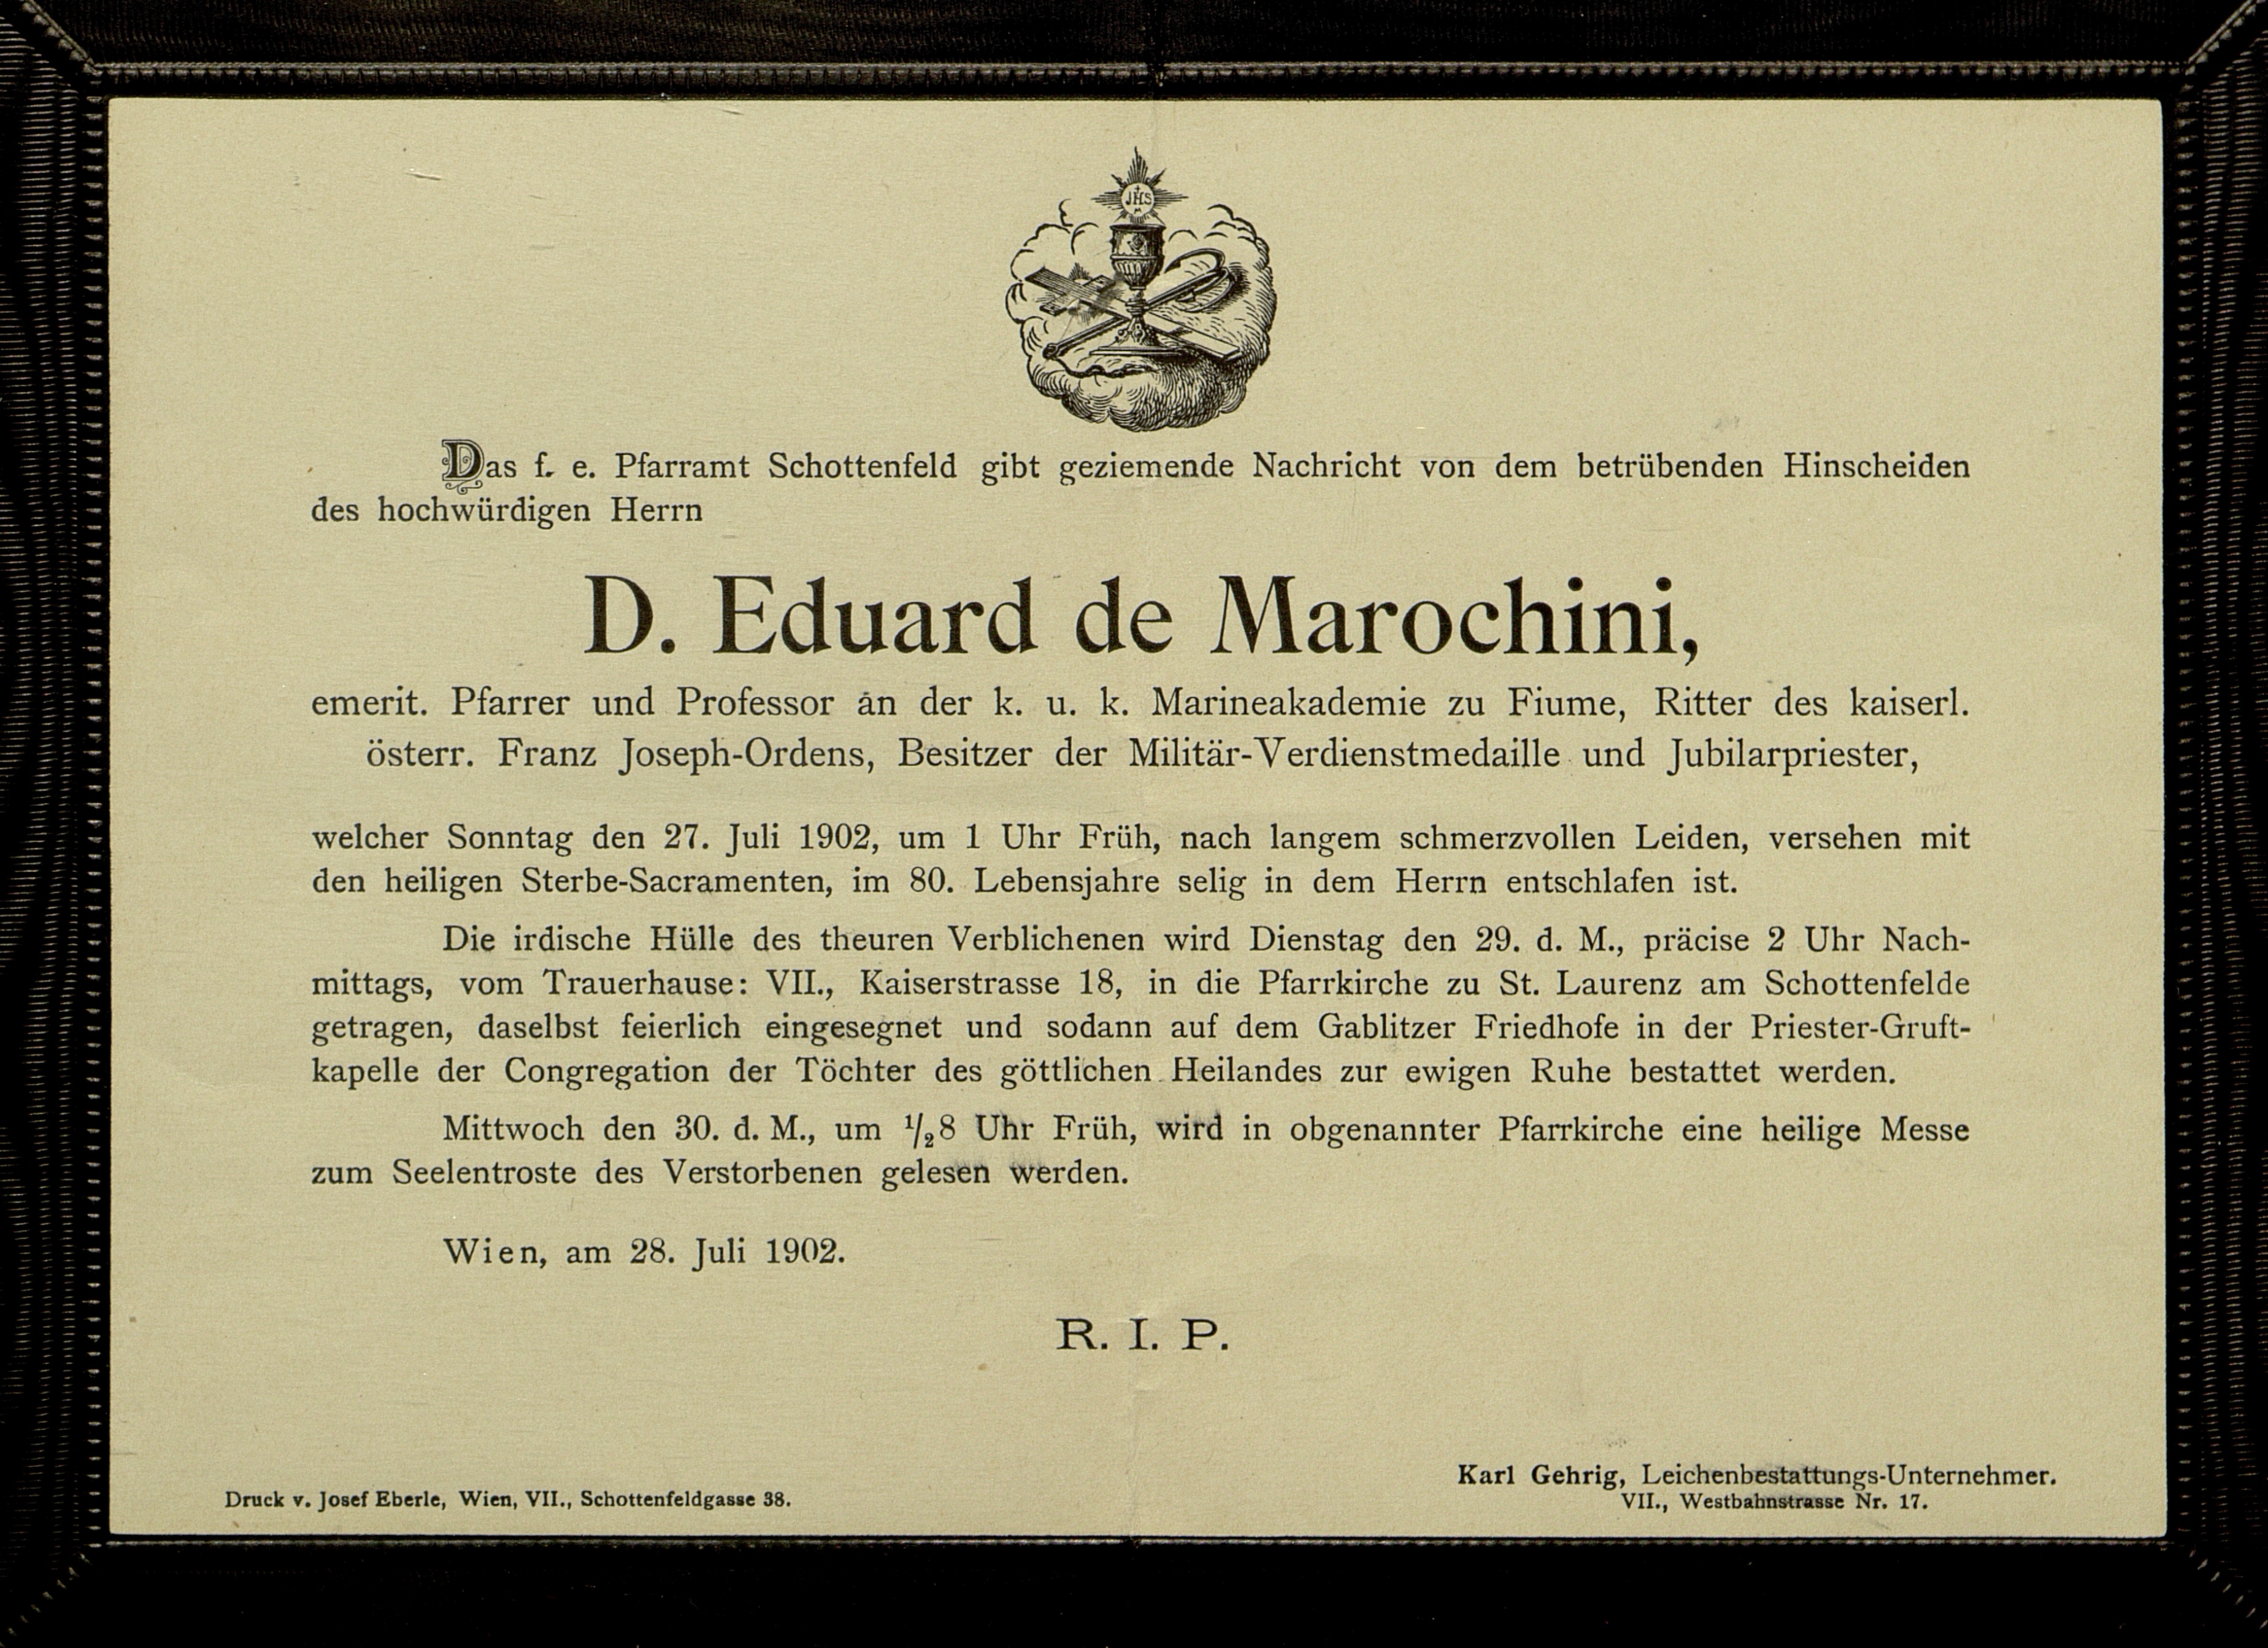 JHS
Das f. e. Pfarramt Schottenfeld gibt geziemende Nachricht von dem betrübenden Hinscheiden
des hochwürdigen Herrn
D. Eduard de Marochini,
emerit. Pfarrer und Professor an der k. u. k. Marineakademie zu Fiume, Ritter des kaiserl.
österr. Franz Joseph-Ordens, Besitzer der Militär-Verdienstmedaille und Jubilarpriester,
welcher Sonntag den 27. Juli 1902, um 1 Uhr Früh, nach langem schmerzvollen Leiden, versehen mit
den heiligen Sterbe-Sacramenten, im 80. Lebensjahre selig in dem Herrn entschlafen ist.
Die irdische Hülle des theuren Verblichenen wird Dienstag den 29. d. M., präcise 2 Uhr Nach-
mittags, vom Trauerhause: VII., Kaiserstrasse 18, in die Pfarrkirche zu St. Laurenz am Schottenfelde
getragen, daselbst feierlich eingesegnet und sodann auf dem Gablitzer Friedhofe in der Priester-Gruft-
kapelle der Congregation der Töchter des göttlichen Heilandes zur ewigen Ruhe bestattet werden.
Mittwoch den 30. d. M., um 1/2 8 Uhr Früh, wird in obgenannter Pfarrkirche eine heilige Messe
zum Seelentroste des Verstorbenen gelesen werden.
Wien, am 28. Juli 1902.
R. I. P.
Karl Gehrig, Leichenbestattungs-Unternehmer.
VII., Westbahnstrasse Nr. 17.
Druck v. Josef Eberle, Wien, VII., Schottenfeldgasse 38.